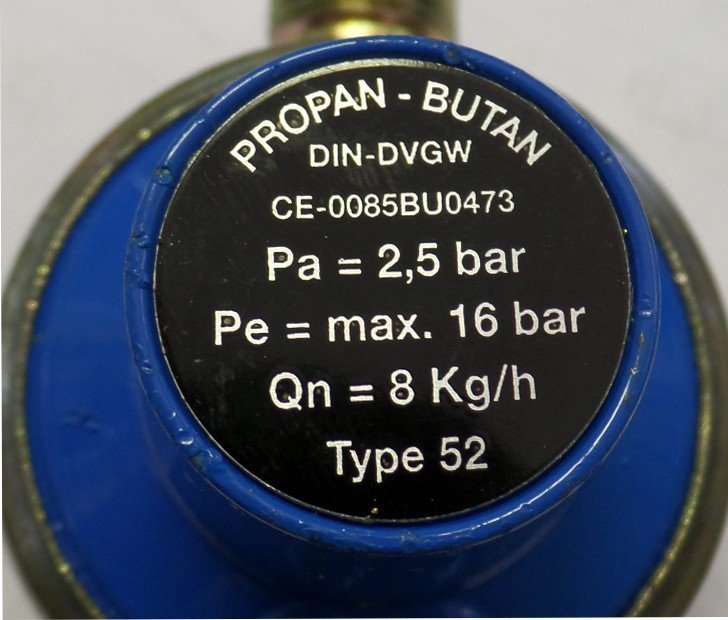 PROPAN - BUTAN
DIN-DVGW
CE-0085BU0473
Pa = 2,5 bar
Pe = max. 16 bar
Qn = 8 Kg/h
Type 52